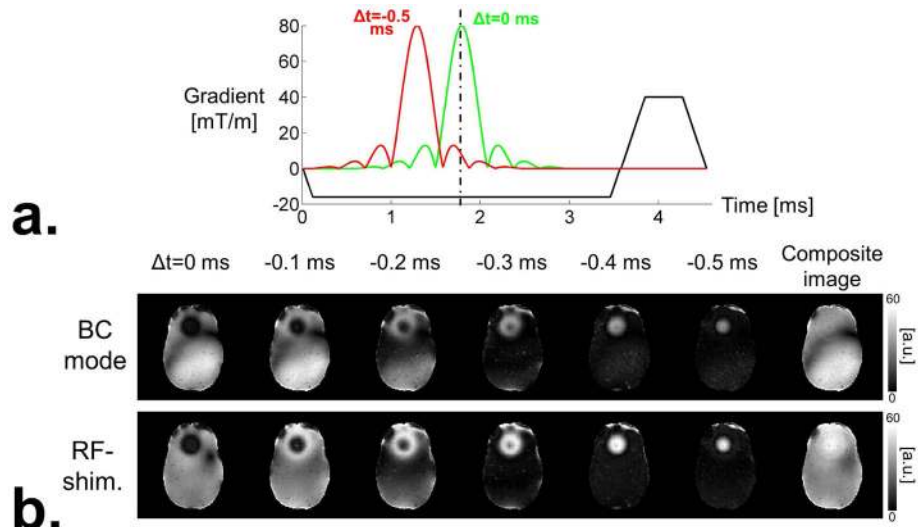 Δt=-0.5
ms
Δt=0 ms
80
60
40
20
0
-20
Gradient
[mT/m]
0
1
2
3
4
Time [ms]
a.
Δt=0 ms
-0.1 ms
-0.2 ms
-0.3 ms
-0.4 ms
-0.5 ms
Composite
image
BC
mode
60
[a.u.]
0
RF-
shim.
60
[a.u.]
0
b.